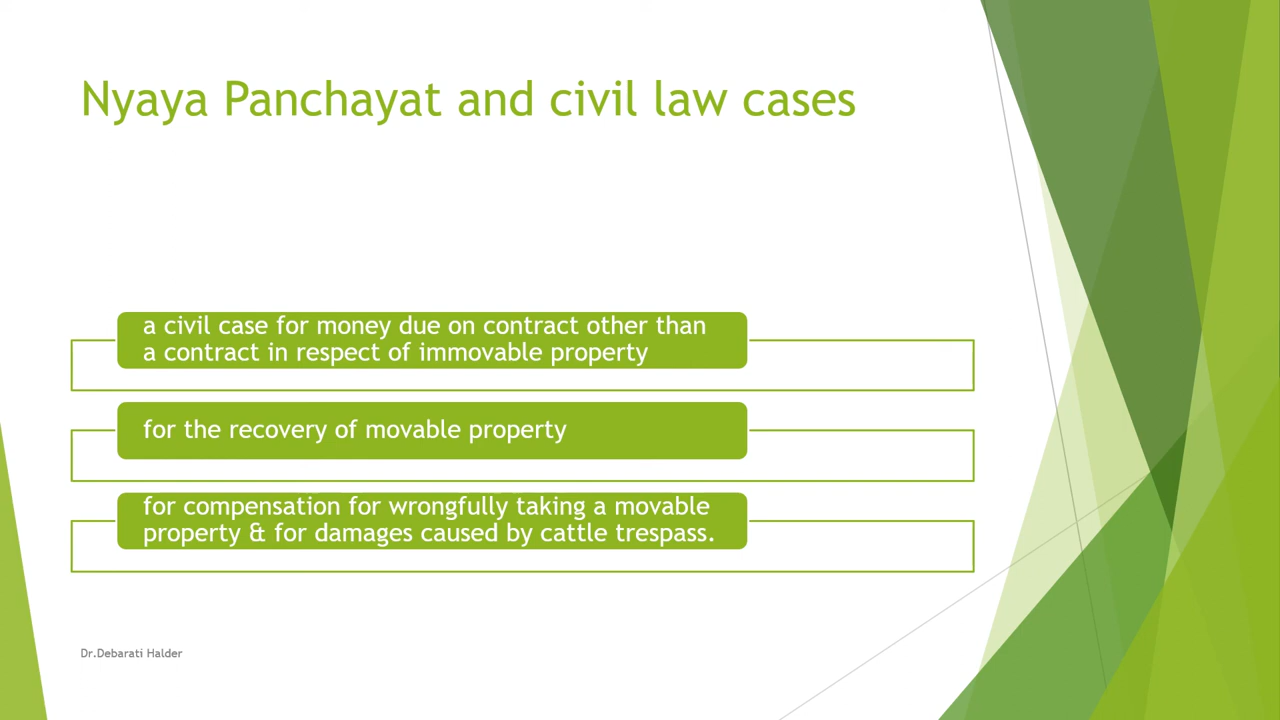 Nyaya Panchayat and civil law cases
a civil case for money due on contract other than
a contract in respect of immovable property
for the recovery of movable property
for compensation for wrongfully taking a movable
property & for damages caused by cattle trespass.
Dr.Debarati Halder